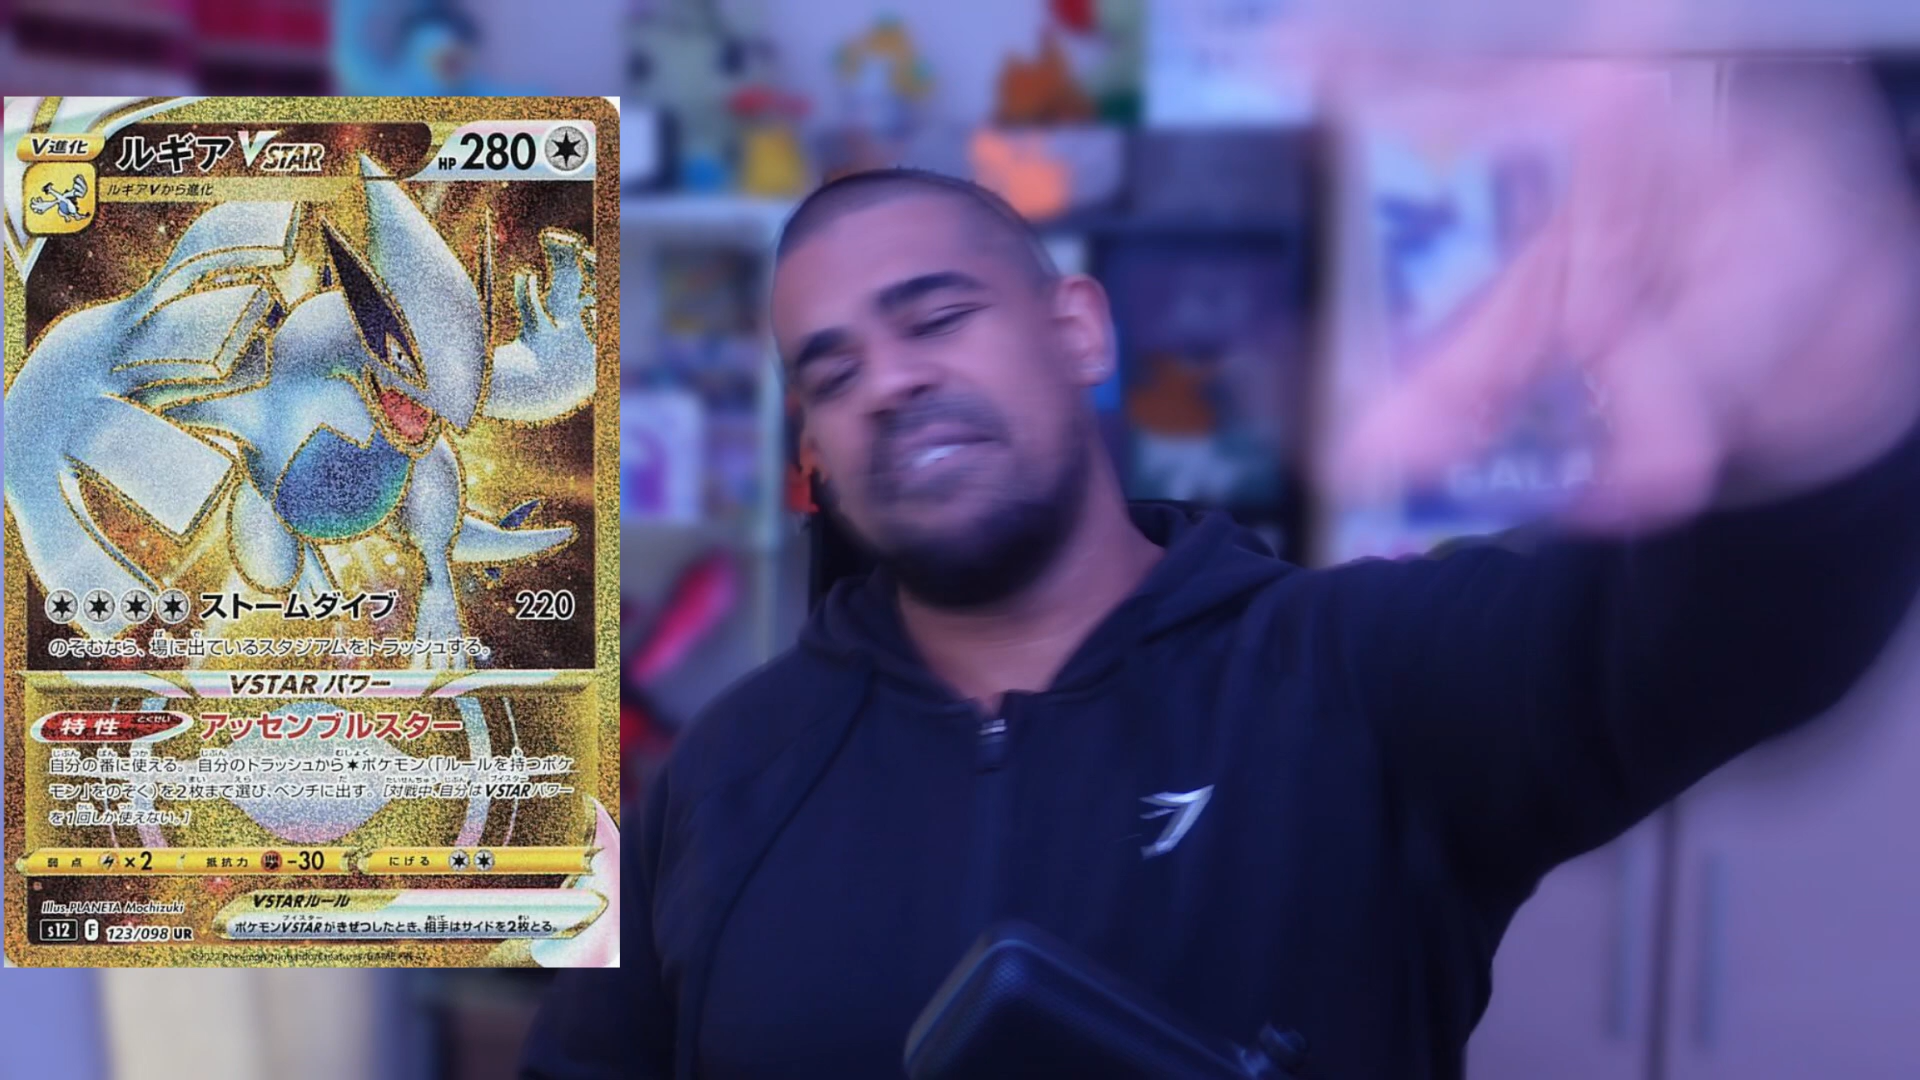 V進化
ルギアVSTAR
HP 280
ルギアVから進化
ストームダイブ 220
のぞむなら、場に出ているスタジアムをトラッシュする。
VSTARパワー
特性 とくせい アッセンブルスター
自分の番に使える。自分のトラッシュからポケモン(「ルールを持つポケ
モン」をのぞく)を2枚まで選び、ベンチに出す。[対戦中、自分はVSTARパワー
を1回しか使えない。]
弱点 ×2 抵抗力 -30 にげる
Illus. PLANETA Mochizuki
VSTARルール
ポケモンVSTARがきぜつしたとき、相手はサイドを2枚とる。
s12 F 123/098 UR